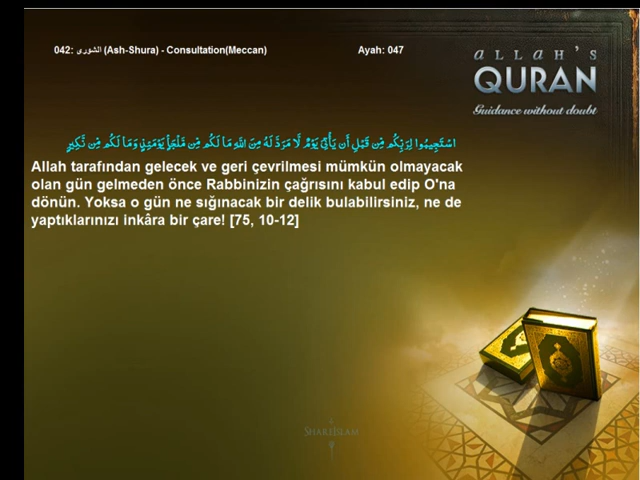 042: الشورى (Ash-Shura) - Consultation(Meccan) Ayah: 047
ALLAH'S
QURAN
Guidance without doubt
اسْتَجِيبُوا لِرَبِّكُم مِّن قَبْلِ أَن يَأْتِيَ يَوْمٌ لَّا مَرَدَّ لَهُ مِنَ اللَّهِ مَا لَكُم مِّن مَّلْجَأٍ يَوْمَئِذٍ وَمَا لَكُم مِّن نَّكِيرٍ
Allah tarafından gelecek ve geri çevrilmesi mümkün olmayacak
olan gün gelmeden önce Rabbinizin çağrısını kabul edip O'na
dönün. Yoksa o gün ne sığınacak bir delik bulabilirsiniz, ne de
yaptıklarınızı inkâra bir çare! [75, 10-12]
SHAREISLAM